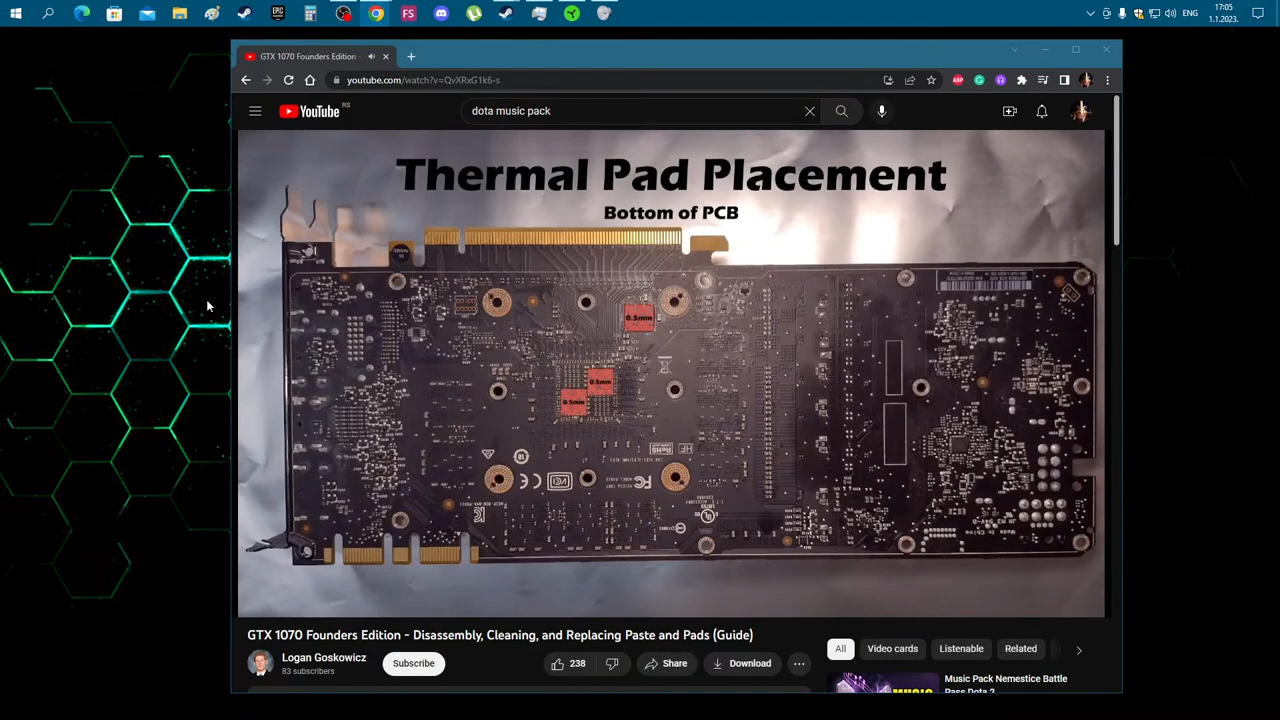 ENG
17:05
1.1.2023.
GTX 1070 Founders Edition -
youtube.com/watch?v=QvXRxG1k6-s
YouTube RS
dota music pack
Thermal Pad Placement
Bottom of PCB
0.5mm
0.5mm
0.5mm
GTX 1070 Founders Edition - Disassembly, Cleaning, and Replacing Paste and Pads (Guide)
Logan Goskowicz
83 subscribers
Subscribe
238
Share
Download
All
Video cards
Listenable
Related
Music Pack Nemestice Battle
Pass Dota 2